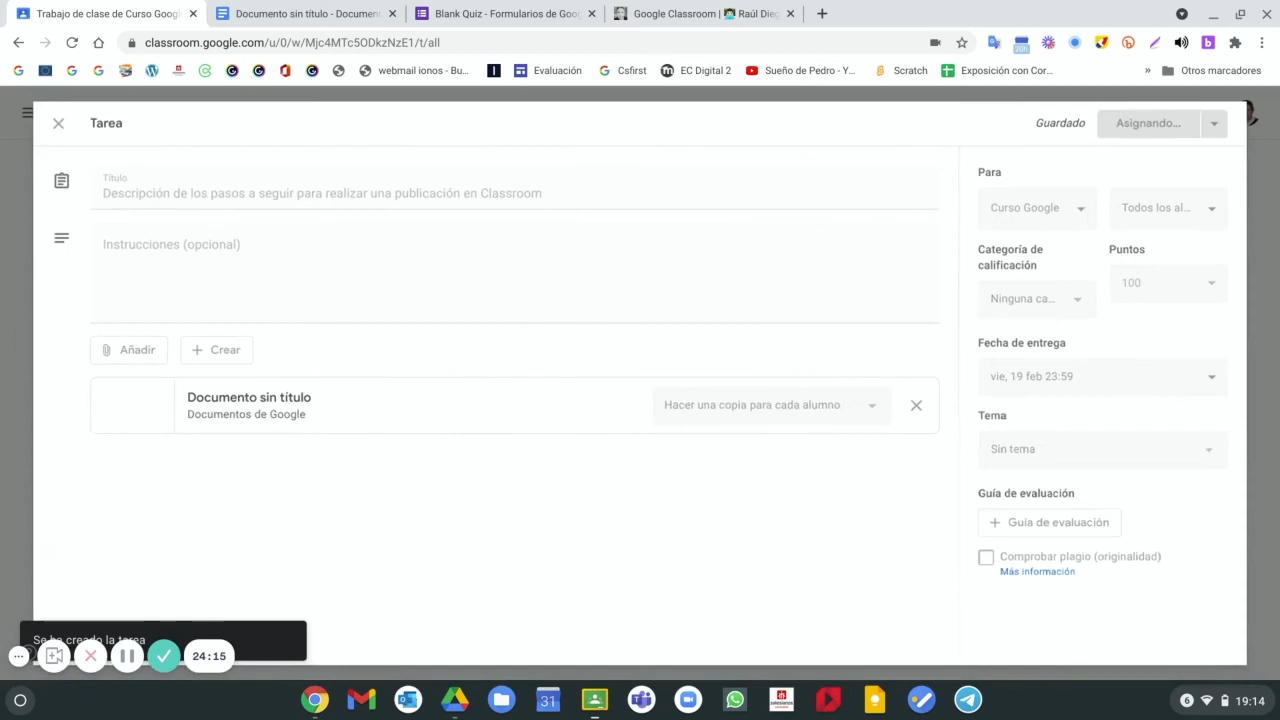 Trabajo de clase de Curso Googl
Documento sin título - Document
Blank Quiz - Formularios de Goog
Google Classroom | Raúl Dieg
classroom.google.com/u/0/w/Mjc4MTc5ODkzNzE1/t/all
webmail ionos - Bu...
Evaluación
Csfirst
EC Digital 2
Sueño de Pedro - Y...
Scratch
Exposición con Cor...
»
Otros marcadores
Tarea
Guardado
Asignando...
Título
Descripción de los pasos a seguir para realizar una publicación en Classroom
Instrucciones (opcional)
Añadir
Crear
Documento sin título
Documentos de Google
Hacer una copia para cada alumno
Para
Curso Google
Todos los al...
Categoría de calificación
Puntos
Ninguna ca...
100
Fecha de entrega
vie, 19 feb 23:59
Tema
Sin tema
Guía de evaluación
Guía de evaluación
Comprobar plagio (originalidad)
Más información
Se ha creado la tarea
24:15
31
6
19:14